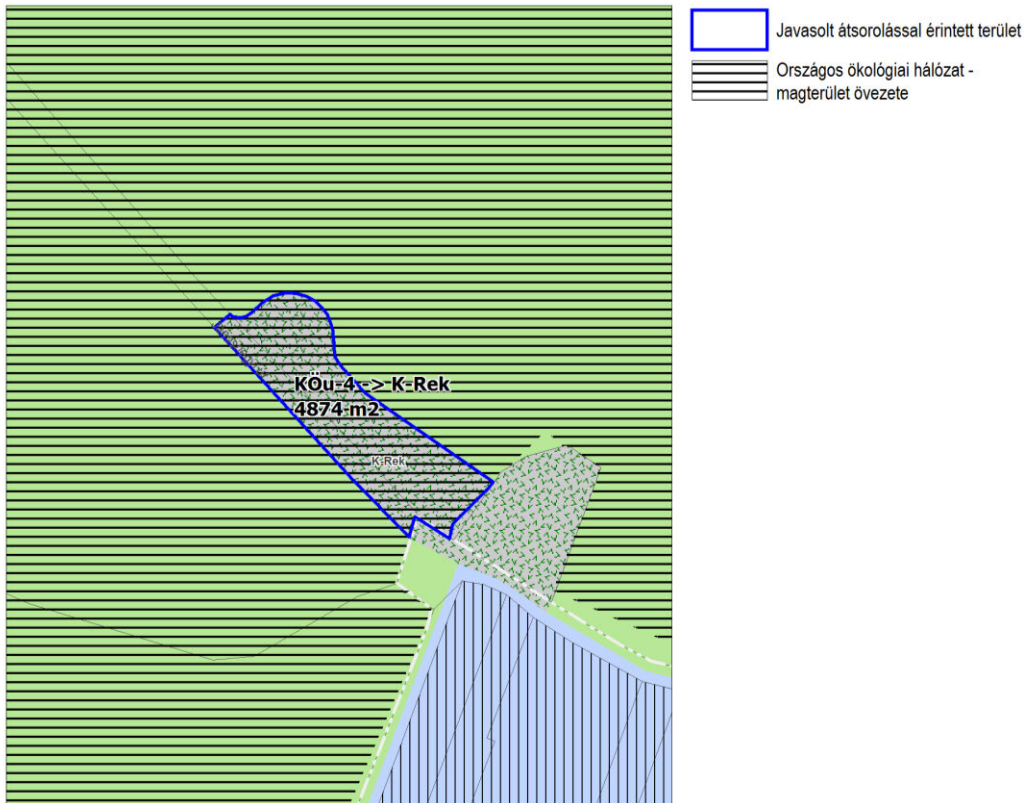 Javasolt átsorolással érintett terület
Országos ökológiai hálózat -
magterület övezete
KÖu-4 -> K-Rek
4874 m2
K-Rek